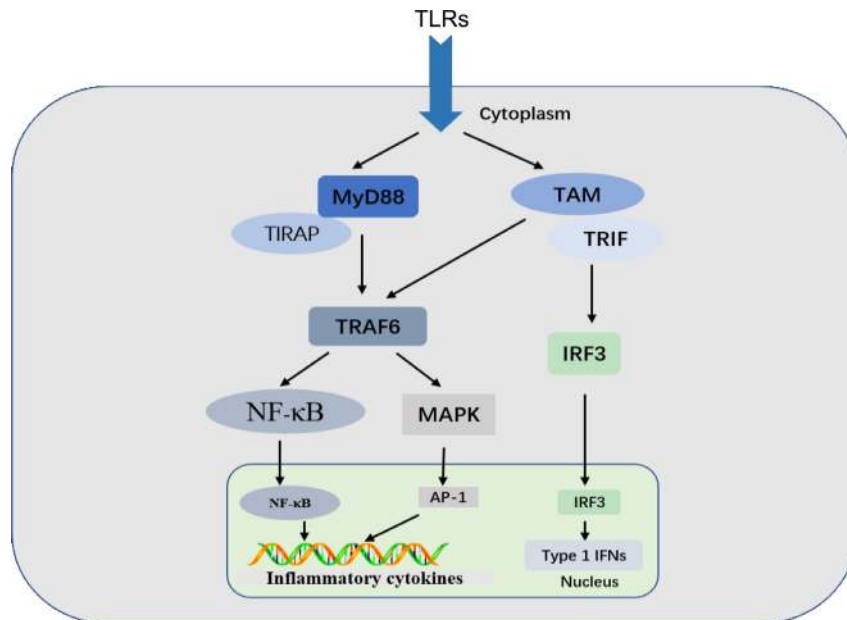 TLRs
Cytoplasm
MyD88
TAM
TIRAP
TRIF
TRAF6
IRF3
NF-κB
MAPK
NF-κB
AP-1
IRF3
Type 1 IFNs
Inflammatory cytokines
Nucleus